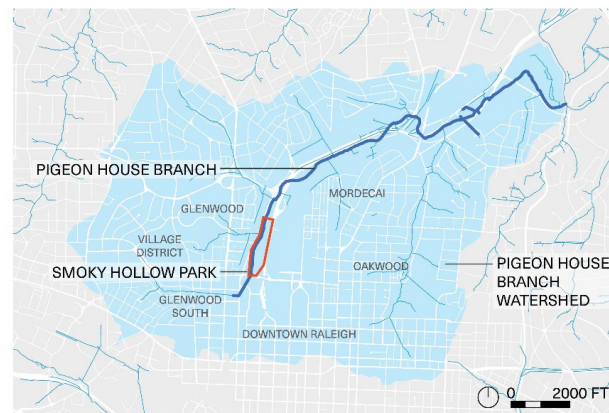 PIGEON HOUSE BRANCH
GLENWOOD
MORDECAI
VILLAGE
DISTRICT
SMOKY HOLLOW PARK
OAKWOOD
PIGEON HOUSE
BRANCH
WATERSHED
GLENWOOD
SOUTH
DOWNTOWN RALEIGH
0 2000 FT